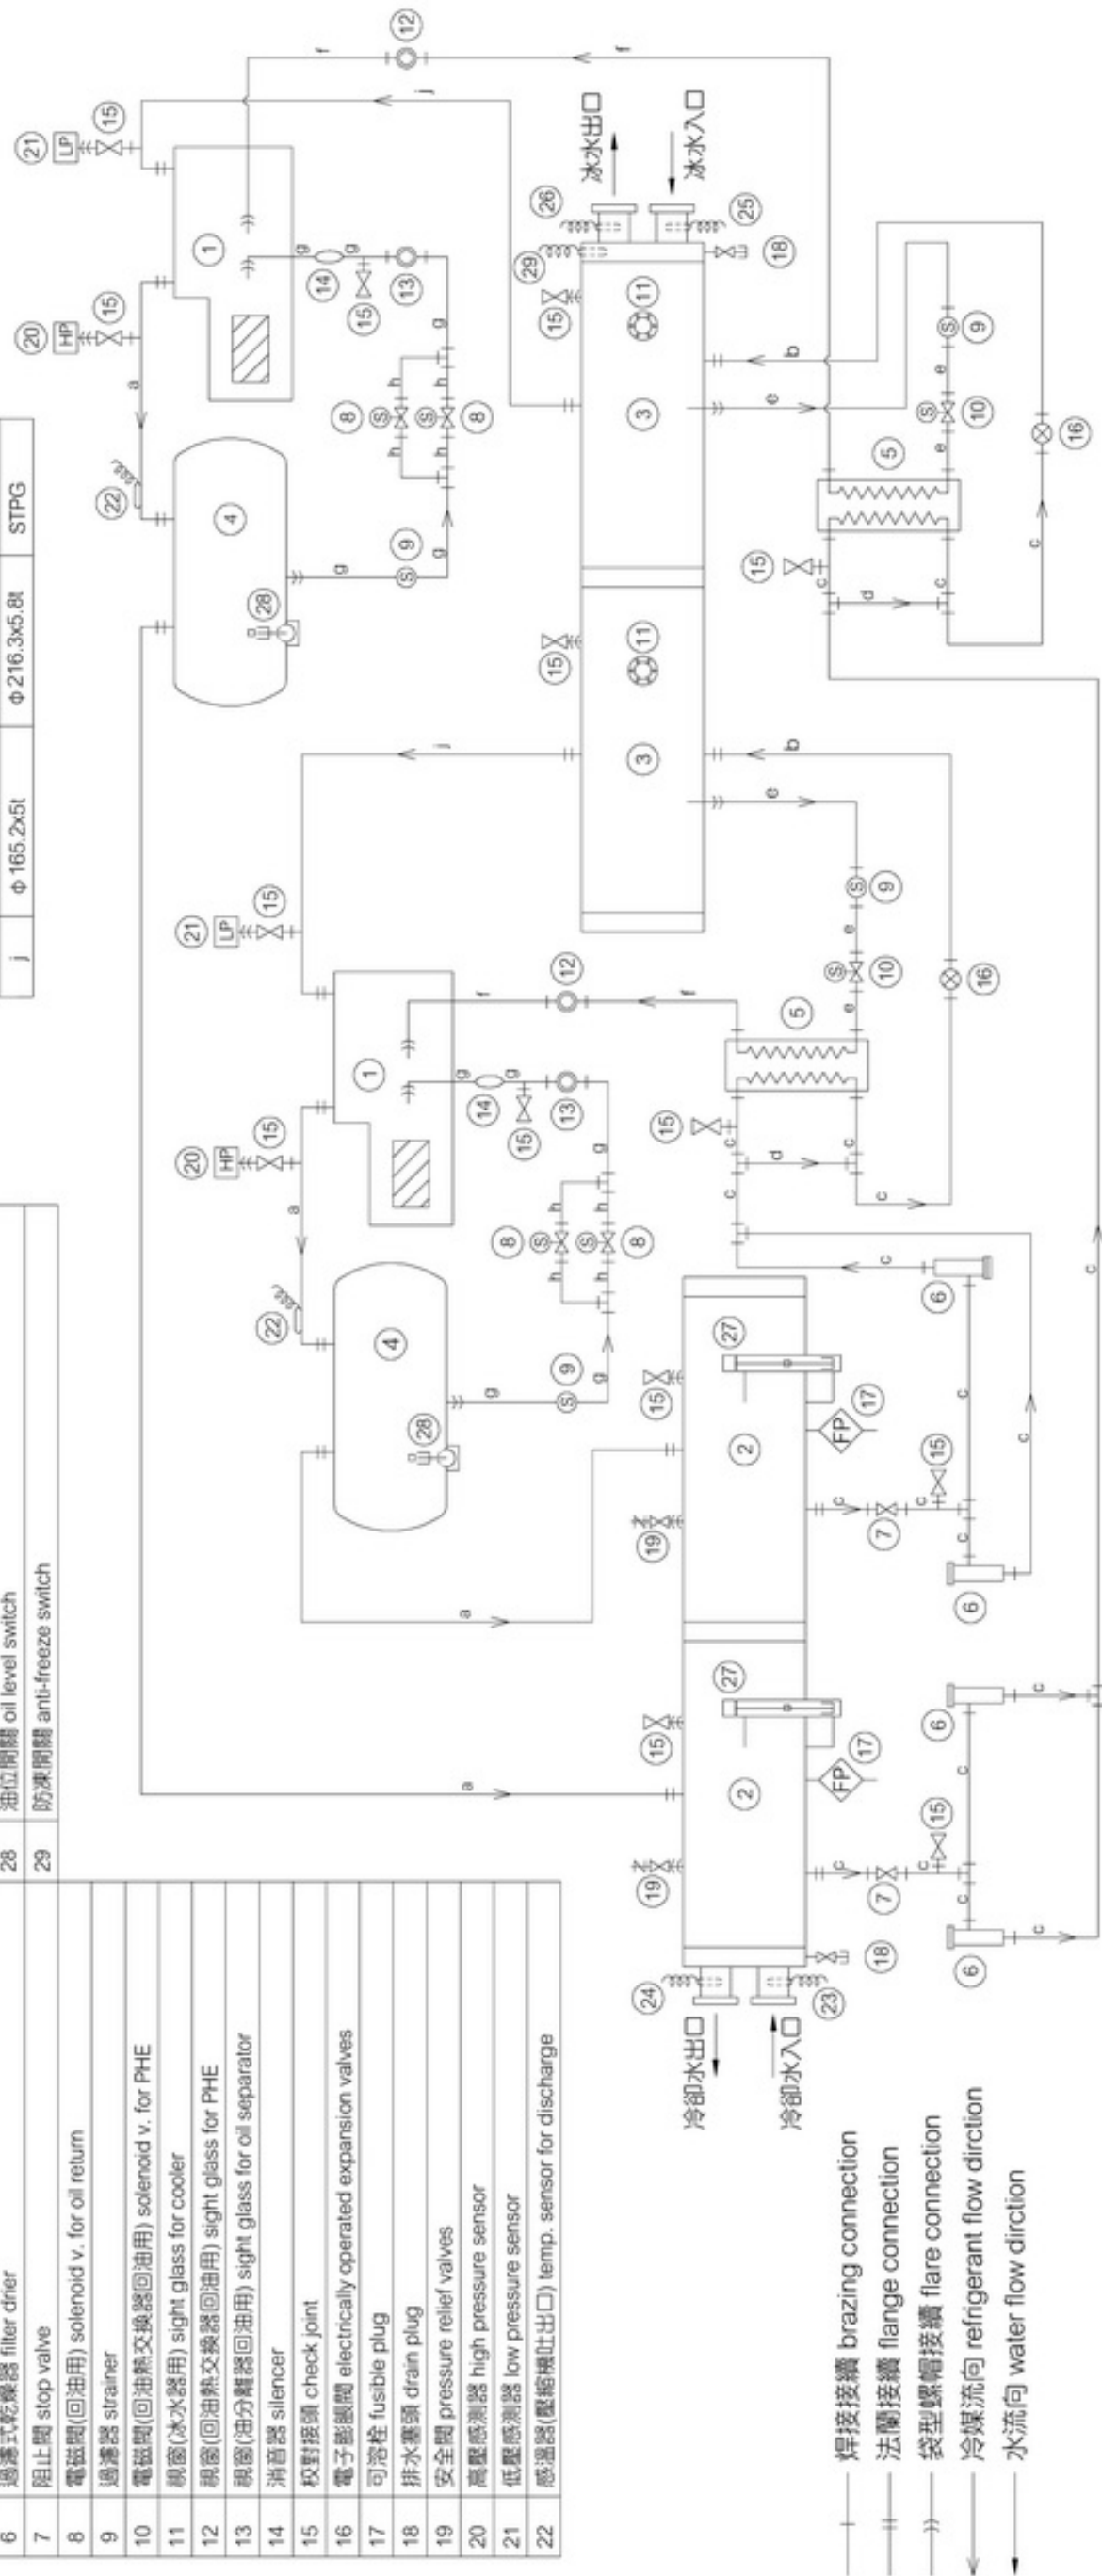 6 過濾式乾燥器 filter drier
7 阻止閥 stop valve
8 電磁閥(回油用) solenoid v. for oil return
9 過濾器 strainer
10 電磁閥(回油熱交換器回油用) solenoid v. for PHE
11 視窗(冰水器用) sight glass for cooler
12 視窗(回油熱交換器回油用) sight glass for PHE
13 視窗(油分離器回油用) sight glass for oil separator
14 消音器 silencer
15 校對接頭 check joint
16 電子膨脹閥 electrically operated expansion valves
17 可溶栓 fusible plug
18 排水塞頭 drain plug
19 安全閥 pressure relief valves
20 高壓感測器 high pressure sensor
21 低壓感測器 low pressure sensor
22 感溫器(壓縮機吐出口) temp. sensor for discharge
28 油位開關 oil level switch
29 防凍開關 anti-freeze switch
j Φ165.2x5t Φ216.3x5.8t STPG
冷卻水出口
冷卻水入口
冰水出口
冰水入口
焊接接續 brazing connection
法蘭接續 flange connection
袋型螺帽接續 flare connection
冷媒流向 refrigerant flow dirction
水流向 water flow dirction